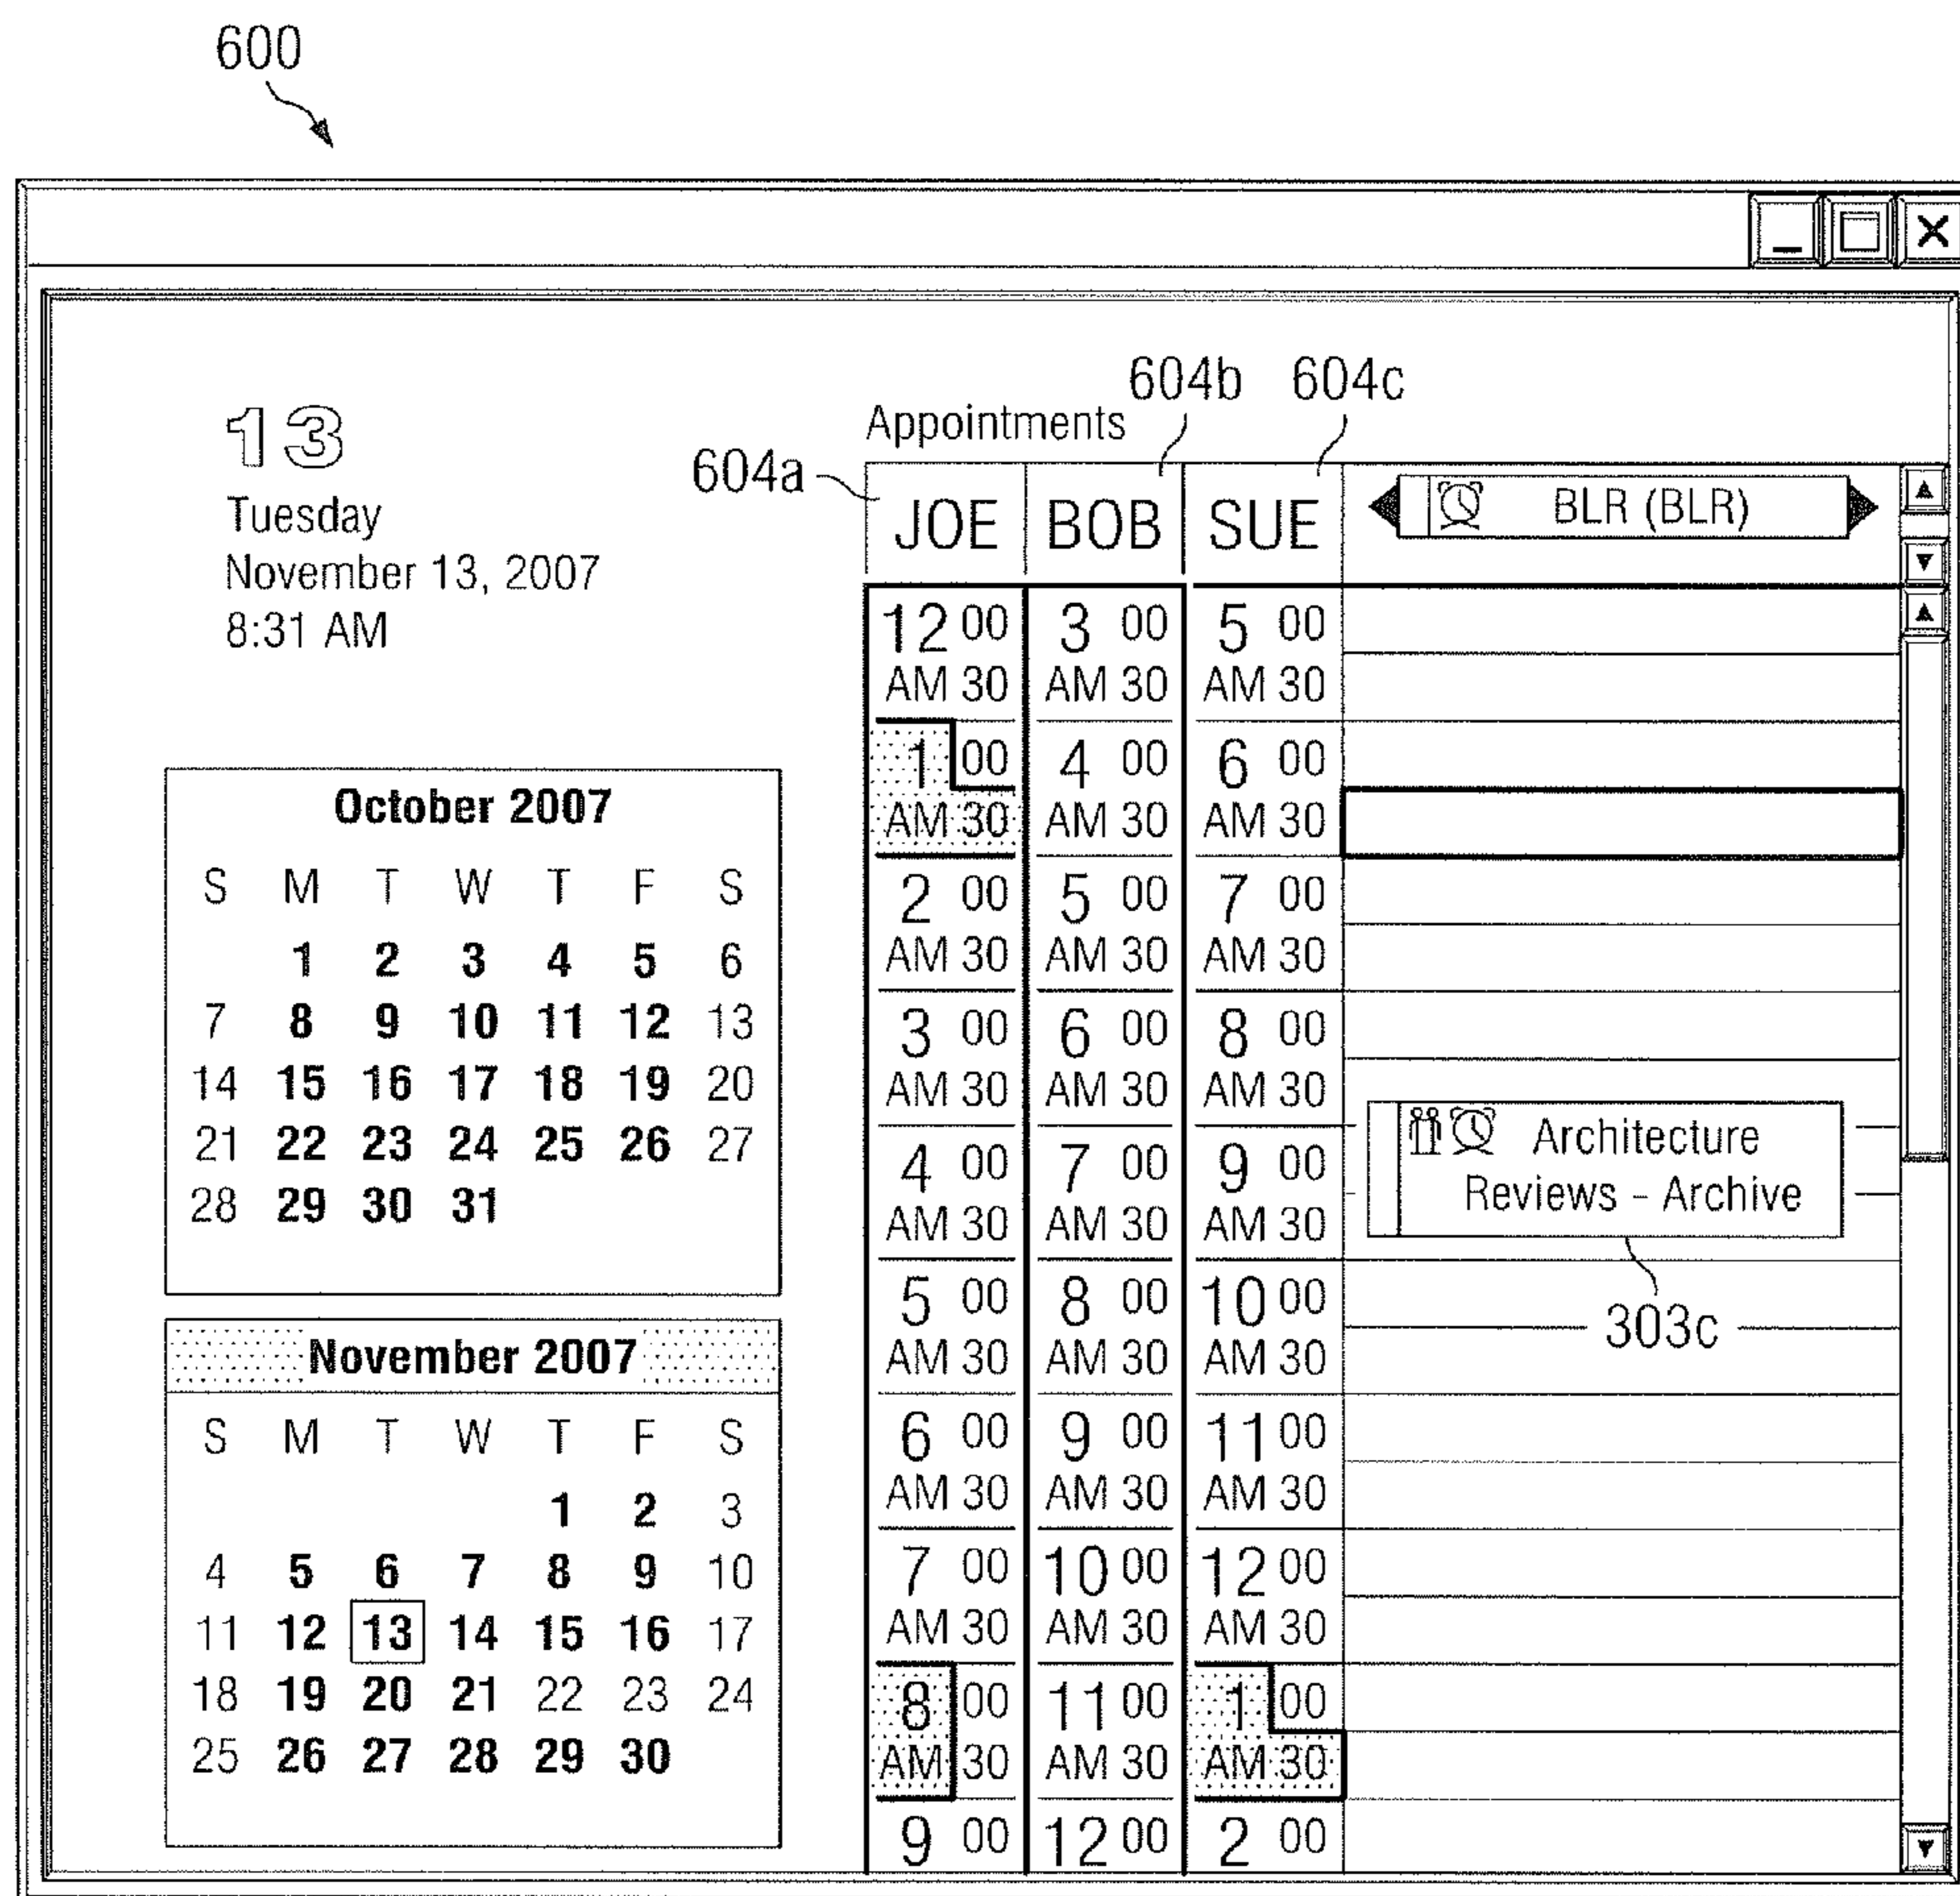 600
604b 604c
13
Appointments
604a
Tuesday
JOE BOB SUE BLR (BLR)
November 13, 2007
8:31 AM
12 00 3 00 5 00
AM 30 AM 30 AM 30
1 00 4 00 6 00
AM 30 AM 30 AM 30
2 00 5 00 7 00
AM 30 AM 30 AM 30
3 00 6 00 8 00
AM 30 AM 30 AM 30
4 00 7 00 9 00
AM 30 AM 30 AM 30
5 00 8 00 10 00
AM 30 AM 30 AM 30
6 00 9 00 11 00
AM 30 AM 30 AM 30
7 00 10 00 12 00
AM 30 AM 30 AM 30
8 00 11 00 1 00
AM 30 AM 30 AM 30
9 00 12 00 2 00
Architecture
Reviews - Archive
303c
October 2007
S M T W T F S
1 2 3 4 5 6
7 8 9 10 11 12 13
14 15 16 17 18 19 20
21 22 23 24 25 26 27
28 29 30 31
November 2007
S M T W T F S
1 2 3
4 5 6 7 8 9 10
11 12 13 14 15 16 17
18 19 20 21 22 23 24
25 26 27 28 29 30